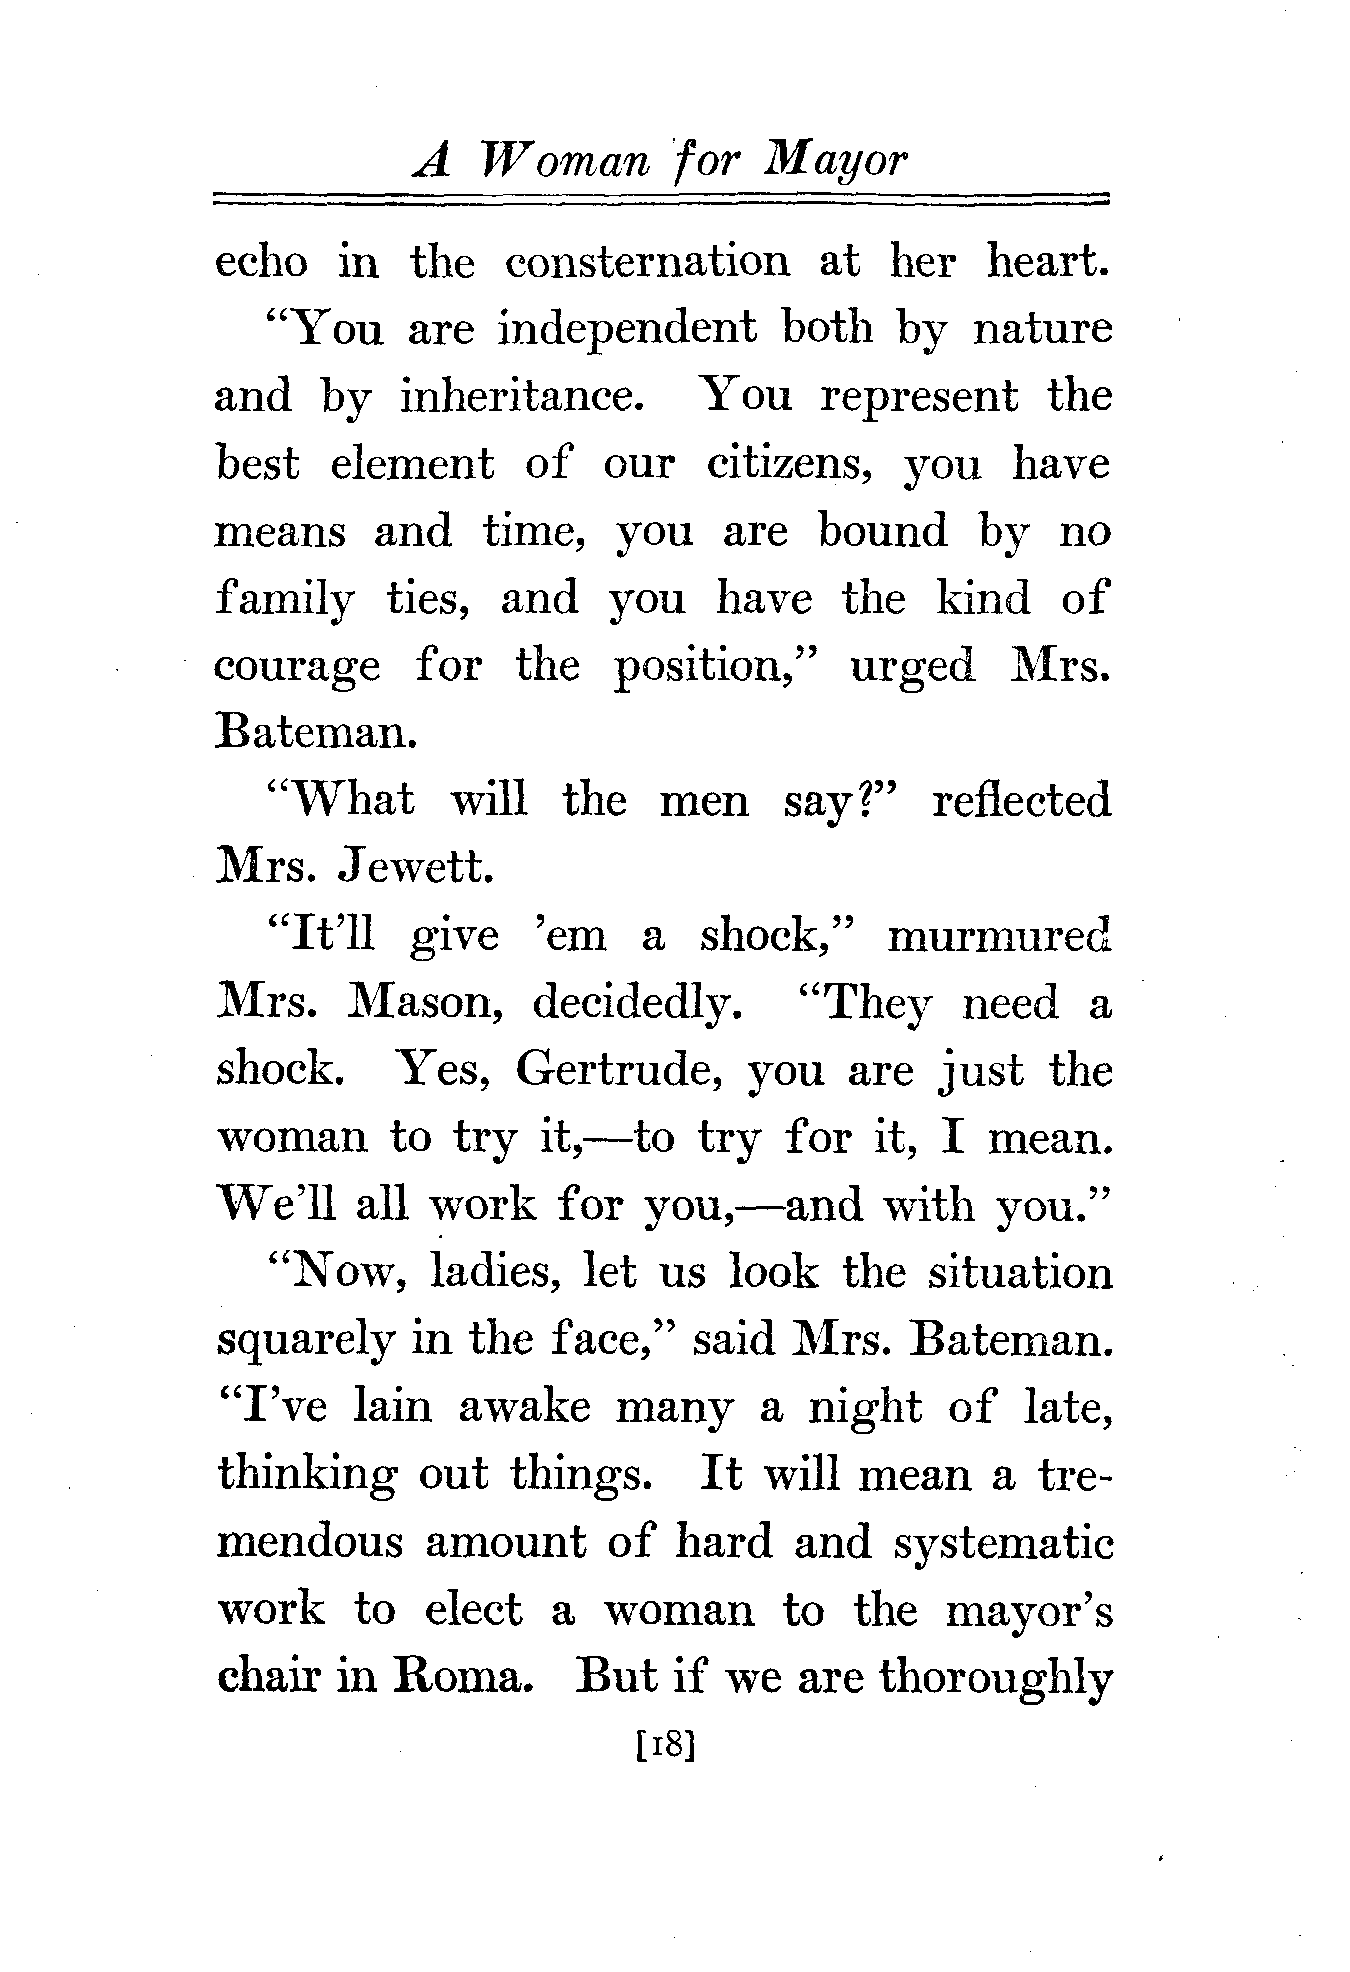 A Woman for Mayor
echo in the consternation at her heart.
“You are independent both by nature
and by inheritance. You represent the
best element of our citizens, you have
means and time, you are bound by no
family ties, and you have the kind of
courage for the position,” urged Mrs.
Bateman.
“What will the men say?” reflected
Mrs. Jewett.
“It’ll give ’em a shock,” murmured
Mrs. Mason, decidedly. “They need a
shock. Yes, Gertrude, you are just the
woman to try it,—to try for it, I mean.
We’ll all work for you,—and with you.”
“Now, ladies, let us look the situation
squarely in the face,” said Mrs. Bateman.
“I’ve lain awake many a night of late,
thinking out things. It will mean a tre-
mendous amount of hard and systematic
work to elect a woman to the mayor’s
chair in Roma. But if we are thoroughly
[18]